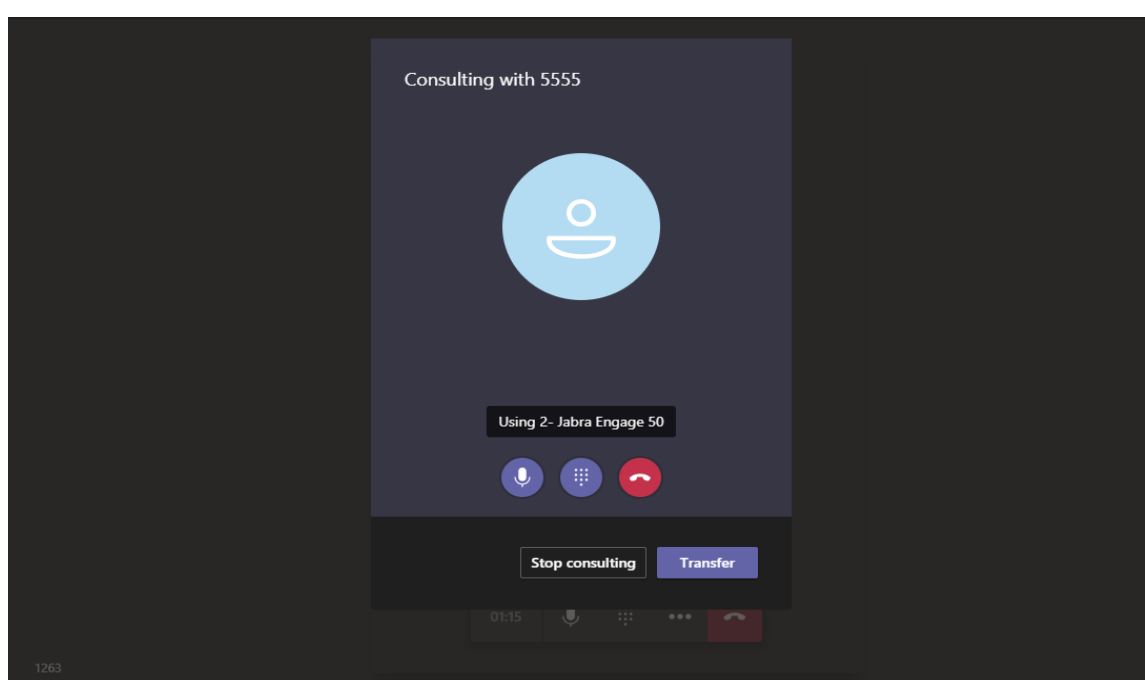 Consulting with 5555
Using 2- Jabra Engage 50
Stop consulting Transfer
01:15
1263